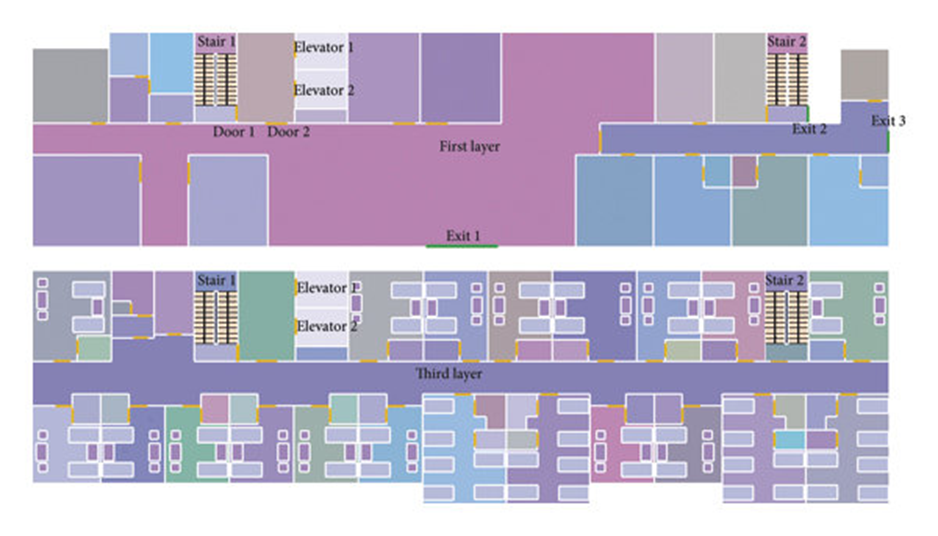 Stair 1
Elevator 1
Stair 2
Elevator 2
Door 1
Door 2
Exit 2
Exit 3
First layer
Exit 1
Stair 1
Elevator 1
Stair 2
Elevator 2
Third layer